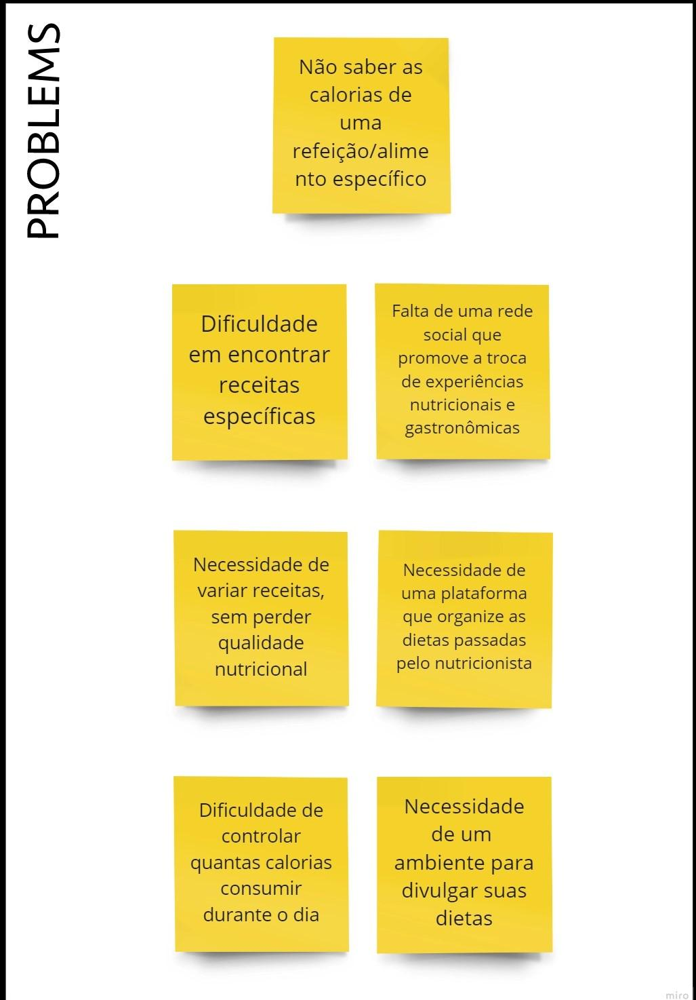 PROBLEMS
Não saber as
calorias de
uma
refeição/alime
nto específico
Dificuldade
em encontrar
receitas
específicas
Falta de uma rede
social que
promove a troca
de experiências
nutricionais e
gastronômicas
Necessidade de
variar receitas,
sem perder
qualidade
nutricional
Necessidade de
uma plataforma
que organize as
dietas passadas
pelo nutricionista
Dificuldade de
controlar
quantas calorias
consumir
durante o dia
Necessidade
de um
ambiente para
divulgar suas
dietas
miro